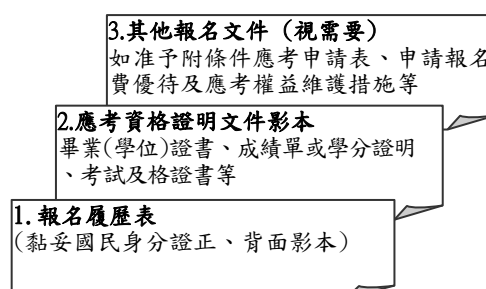 3.其他報名文件（視需要）
如准予附條件應考申請表、申請報名
費優待及應考權益維護措施等
2.應考資格證明文件影本
畢業(學位)證書、成績單或學分證明
、考試及格證書等
1.報名履歷表
(黏妥國民身分證正、背面影本)